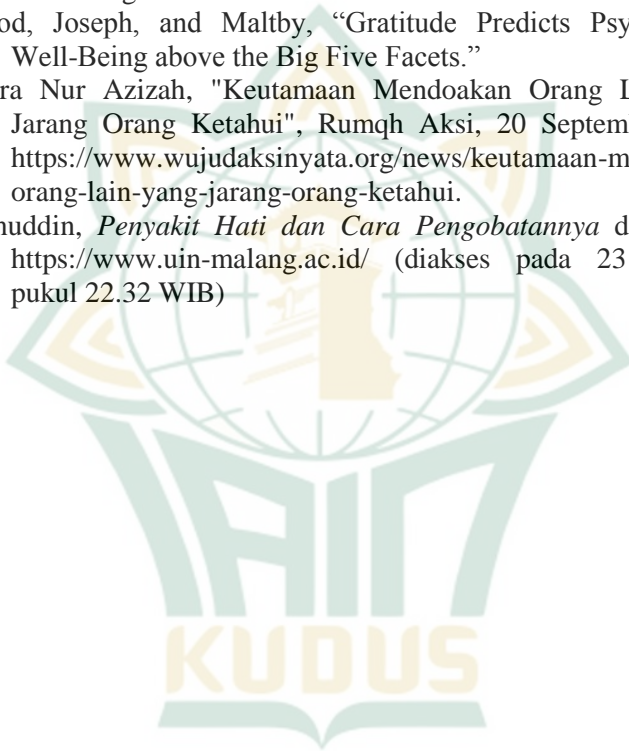 od, Joseph, and Maltby, “Gratitude Predicts Psy
Well-Being above the Big Five Facets.”
ra Nur Azizah, "Keutamaan Mendoakan Orang L
Jarang Orang Ketahui", Rumqh Aksi, 20 Septem
https://www.wujudaksinyata.org/news/keutamaan-m
orang-lain-yang-jarang-orang-ketahui.
nuddin, Penyakit Hati dan Cara Pengobatannya d
https://www.uin-malang.ac.id/ (diakses pada 23
pukul 22.32 WIB)
IAIN
KUDUS